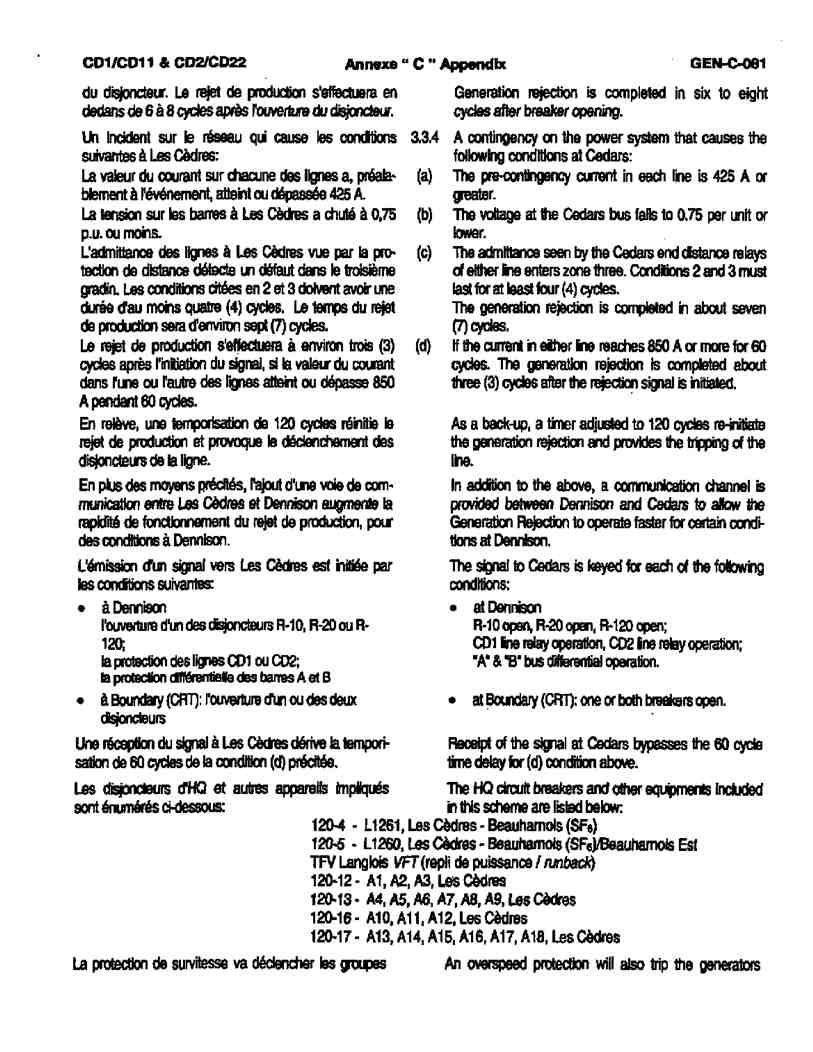 CD1/CD11 & CD2/CD22 Annexe " C " Appendix GEN-C-081
du disjoncteur. Le rejet de production s'effectuera en
dedans de 6 à 8 cycles après l'ouverture du disjoncteur.
Generation rejection is completed in six to eight
cycles after breaker opening.
Un incident sur le réseau qui cause les conditions
suivantes à Les Cèdres:
3.3.4 A contingency on the power system that causes the
following conditions at Cedars:
La valeur du courant sur chacune des lignes a, préala-
blement à l'événement, atteint ou dépassée 425 A.
(a) The pre-contingency current in each line is 425 A or
greater.
La tension sur les barres à Les Cèdres a chuté à 0,75
p.u. ou moins.
(b) The voltage at the Cedars bus falls to 0.75 per unit or
lower.
L'admittance des lignes à Les Cèdres vue par la pro-
tection de distance détecte un défaut dans le troisième
gradin. Les conditions citées en 2 et 3 doivent avoir une
durée d'au moins quatre (4) cycles. Le temps du rejet
de production sera d'environ sept (7) cycles.
(c) The admittance seen by the Cedars end distance relays
of either line enters zone three. Conditions 2 and 3 must
last for at least four (4) cycles.
The generation rejection is completed in about seven
(7) cycles.
Le rejet de production s'effectuera à environ trois (3)
cycles après l'initiation du signal, si la valeur du courant
dans l'une ou l'autre des lignes atteint ou dépasse 850
A pendant 60 cycles.
(d) If the current in either line reaches 850 A or more for 60
cycles. The generation rejection is completed about
three (3) cycles after the rejection signal is initiated.
En relève, une temporisation de 120 cycles réinitie le
rejet de production et provoque le déclenchement des
disjoncteurs de la ligne.
As a back-up, a timer adjusted to 120 cycles re-initiate
the generation rejection and provides the tripping of the
line.
En plus des moyens précités, l'ajout d'une voie de com-
munication entre Les Cèdres et Dennison augmente la
rapidité de fonctionnement du rejet de production, pour
des conditions à Dennison.
In addition to the above, a communication channel is
provided between Dennison and Cedars to allow the
Generation Rejection to operate faster for certain condi-
tions at Dennison.
L'émission d'un signal vers Les Cèdres est initiée par
les conditions suivantes:
The signal to Cedars is keyed for each of the following
conditions:
• à Dennison
l'ouverture d'un des disjoncteurs R-10, R-20 ou R-
120;
la protection des lignes CD1 ou CD2;
la protection différentielle des barres A et B
• at Dennison
R-10 open, R-20 open, R-120 open;
CD1 line relay operation, CD2 line relay operation;
"A" & "B" bus differential operation.
• à Boundary (CRT): l'ouverture d'un ou des deux
disjoncteurs
• at Boundary (CRT): one or both breakers open.
Une réception du signal à Les Cèdres dérive la tempori-
sation de 60 cycles de la condition (d) précitée.
Receipt of the signal at Cedars bypasses the 60 cycle
time delay for (d) condition above.
Les disjoncteurs d'HQ et autres appareils impliqués
sont énumérés ci-dessous:
The HQ circuit breakers and other equipments included
in this scheme are listed below:
120-4 - L1261, Les Cèdres - Beauharnois (SF₆)
120-5 - L1260, Les Cèdres - Beauharnois (SF₆)/Beauharnois Est
TFV Langlois VFT (repli de puissance / runback)
120-12 - A1, A2, A3, Les Cèdres
120-13 - A4, A5, A6, A7, A8, A9, Les Cèdres
120-16 - A10, A11, A12, Les Cèdres
120-17 - A13, A14, A15, A16, A17, A18, Les Cèdres
La protection de survitesse va déclencher les groupes
An overspeed protection will also trip the generators